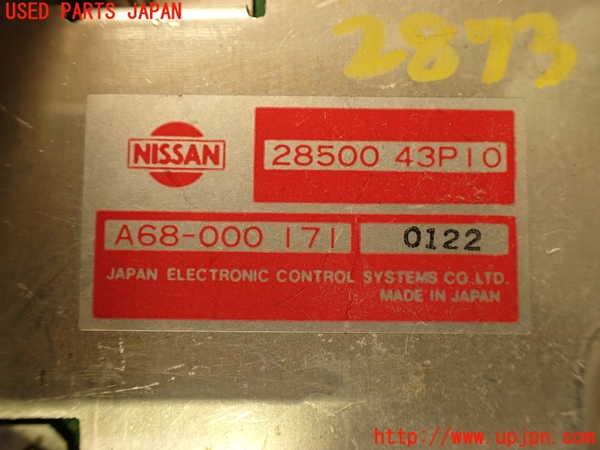 USED PARTS JAPAN
2873
NISSAN
28500 43P10
A68-000 171
0122
JAPAN ELECTRONIC CONTROL SYSTEMS CO.,LTD.
MADE IN JAPAN
http://www.upjpn.com